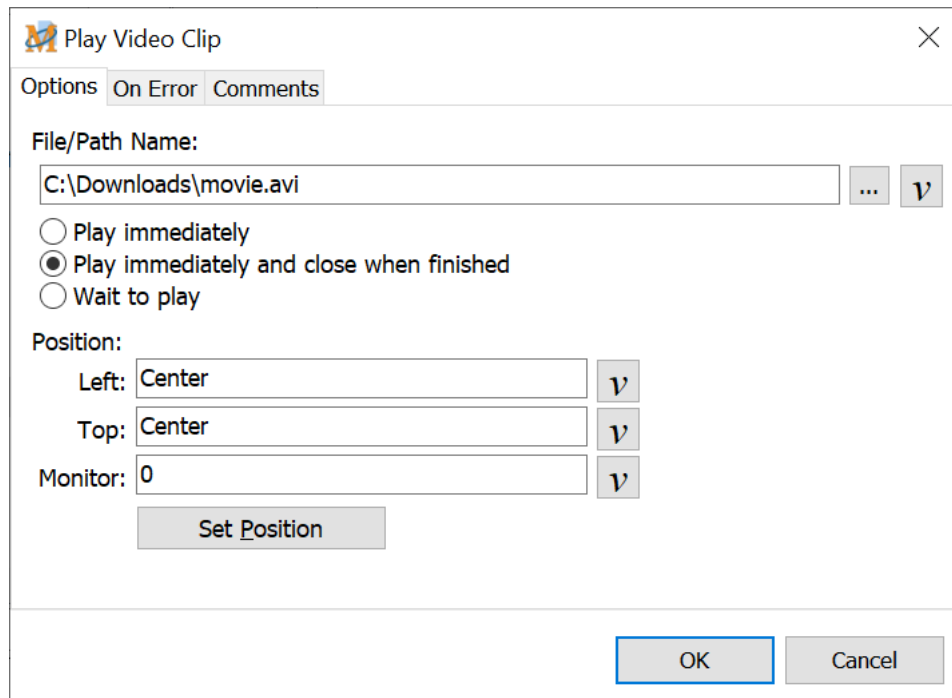 Play Video Clip
Options On Error Comments
File/Path Name:
C:\Downloads\movie.avi ... v
Play immediately
Play immediately and close when finished
Wait to play
Position:
Left: Center v
Top: Center v
Monitor: 0 v
Set Position
OK Cancel